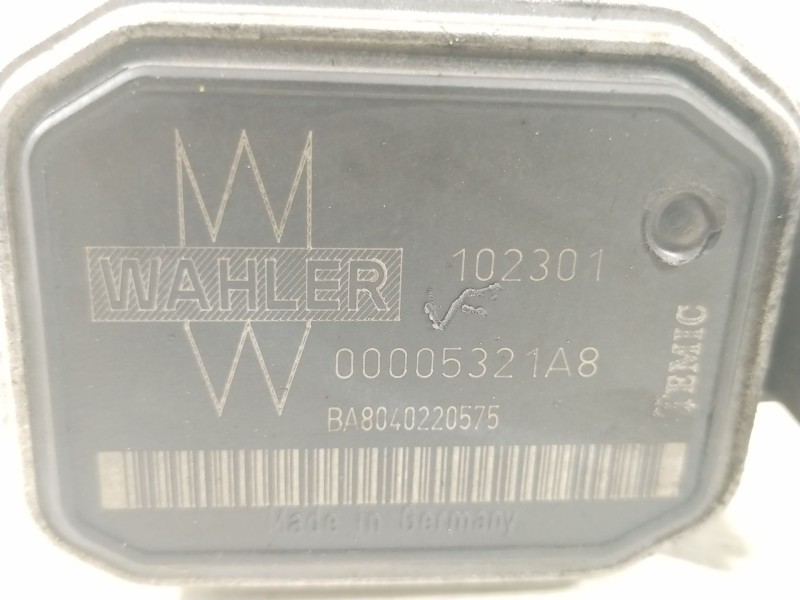 WAHLER
102301
00005321A8
BA8040220575
TEMIC
Made in Germany